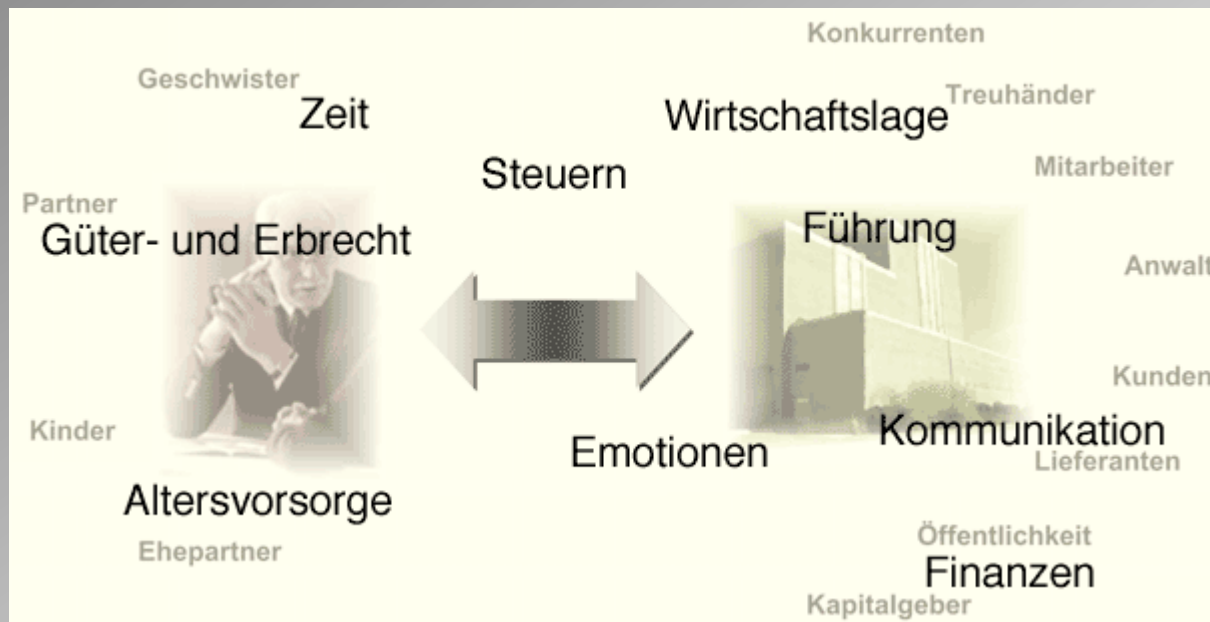 Konkurrenten
Geschwister
Treuhänder
Zeit
Wirtschaftslage
Mitarbeiter
Steuern
Partner
Führung
Güter- und Erbrecht
Anwalt
Kunden
Kinder
Kommunikation
Emotionen
Lieferanten
Altersvorsorge
Öffentlichkeit
Ehepartner
Finanzen
Kapitalgeber